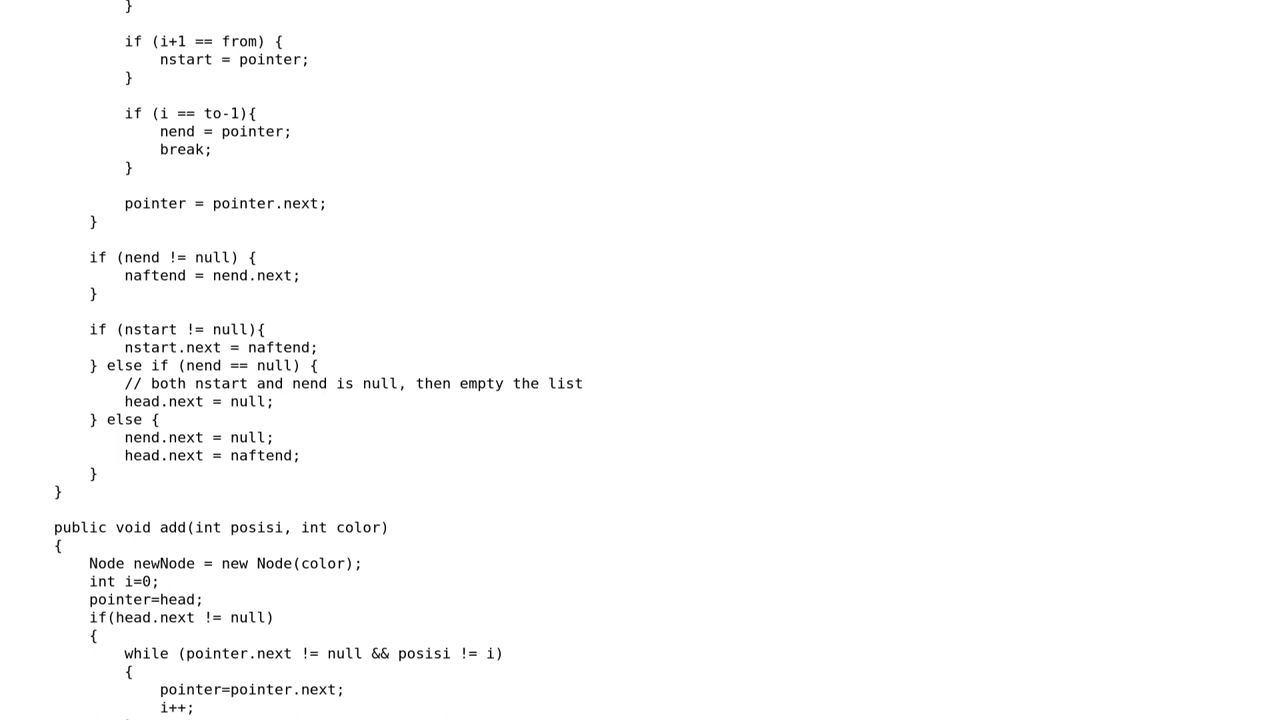 }

            if (i+1 == from) {
                nstart = pointer;
            }

            if (i == to-1){
                nend = pointer;
                break;
            }

            pointer = pointer.next;
        }

        if (nend != null) {
            naftend = nend.next;
        }

        if (nstart != null){
            nstart.next = naftend;
        } else if (nend == null) {
            // both nstart and nend is null, then empty the list
            head.next = null;
        } else {
            nend.next = null;
            head.next = naftend;
        }
    }

    public void add(int posisi, int color)
    {
        Node newNode = new Node(color);
        int i=0;
        pointer=head;
        if(head.next != null)
        {
            while (pointer.next != null && posisi != i)
            {
                pointer=pointer.next;
                i++;